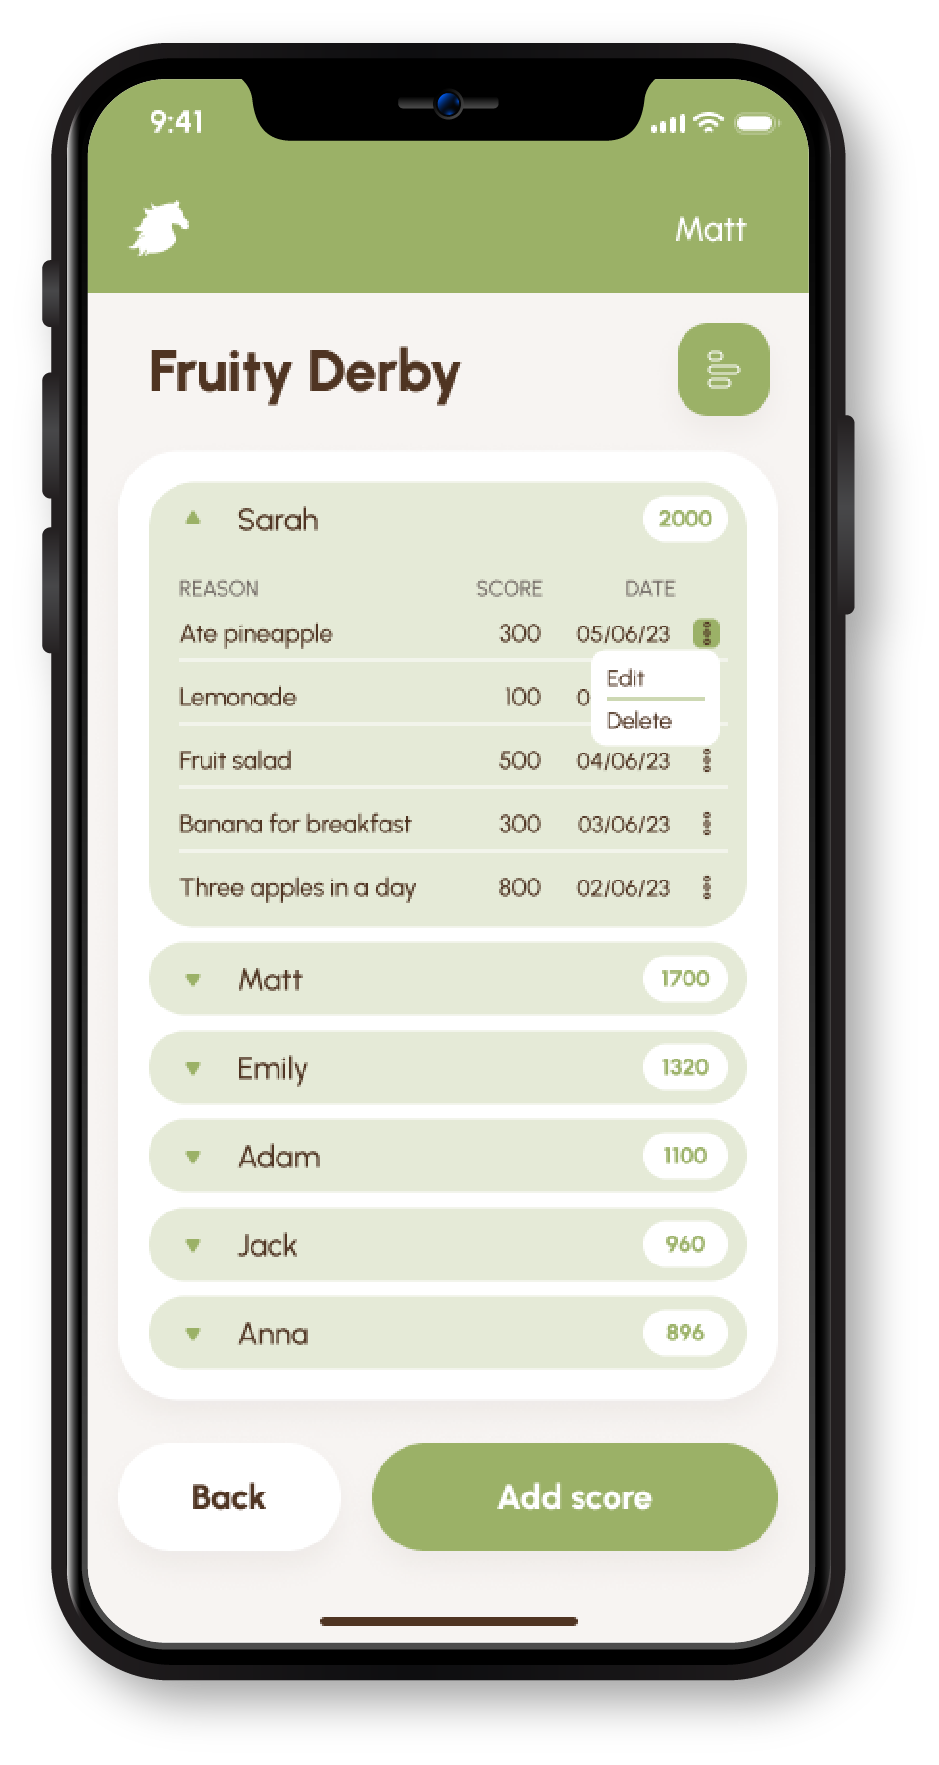 9:41
Matt
Fruity Derby
Sarah 2000
REASON SCORE DATE
Ate pineapple 300 05/06/23
Edit
Lemonade 100 0
Delete
Fruit salad 500 04/06/23
Banana for breakfast 300 03/06/23
Three apples in a day 800 02/06/23
Matt 1700
Emily 1320
Adam 1100
Jack 960
Anna 896
Back Add score